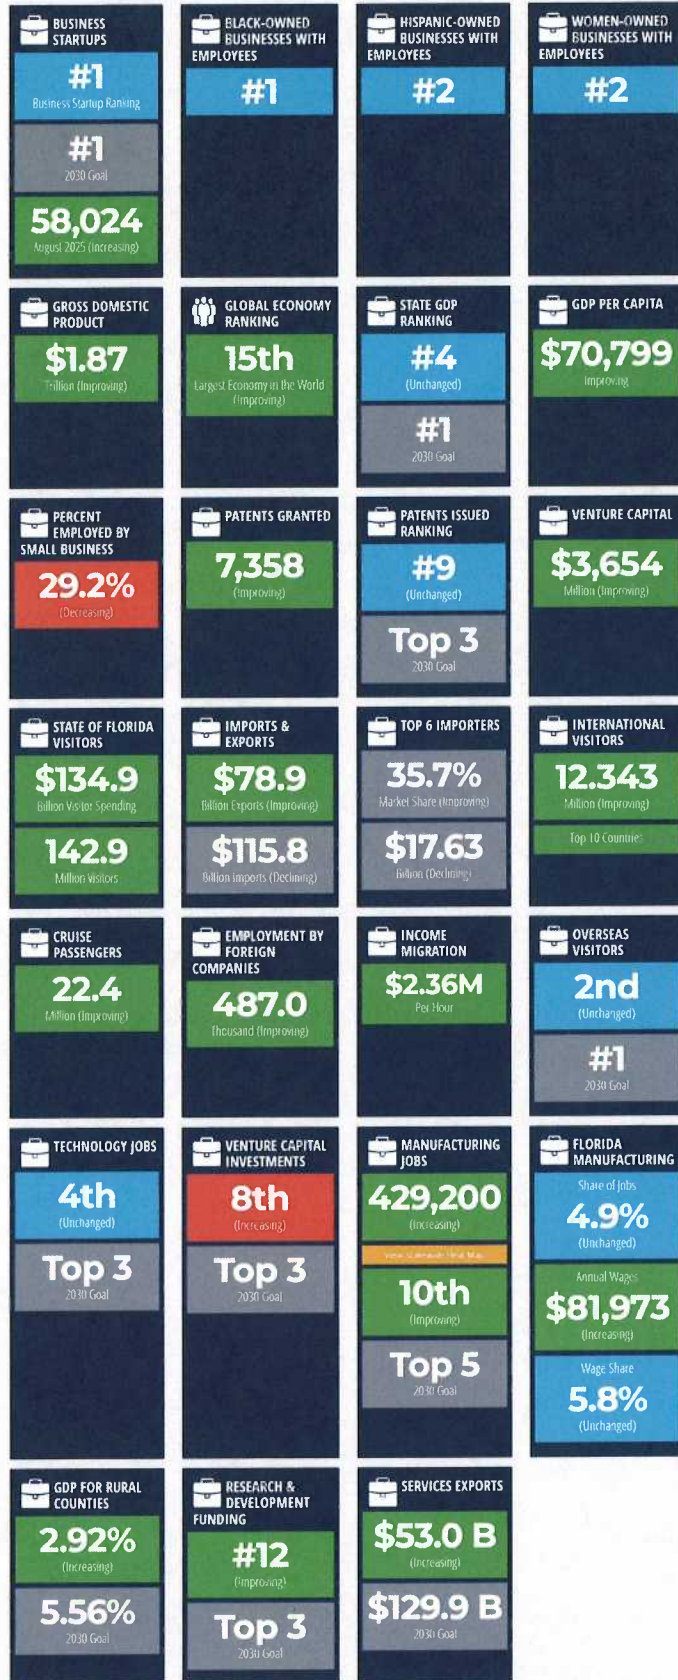 BUSINESS
STARTUPS
#1
Business Startup Ranking
#1
2030 Goal
58,024
August 2025 (Increasing)
BLACK-OWNED
BUSINESSES WITH
EMPLOYEES
#1
HISPANIC-OWNED
BUSINESSES WITH
EMPLOYEES
#2
WOMEN-OWNED
BUSINESSES WITH
EMPLOYEES
#2
GROSS DOMESTIC
PRODUCT
$1.87
Trillion (Improving)
GLOBAL ECONOMY
RANKING
15th
Largest Economy in the World
(Improving)
STATE GDP
RANKING
#4
(Unchanged)
#1
2030 Goal
GDP PER CAPITA
$70,799
Improving
PERCENT
EMPLOYED BY
SMALL BUSINESS
29.2%
(Decreasing)
PATENTS GRANTED
7,358
(Improving)
PATENTS ISSUED
RANKING
#9
(Unchanged)
Top 3
2030 Goal
VENTURE CAPITAL
$3,654
Million (Improving)
STATE OF FLORIDA
VISITORS
$134.9
Billion Visitor Spending
142.9
Million Visitors
IMPORTS &
EXPORTS
$78.9
Billion Exports (Improving)
$115.8
Billion Imports (Declining)
TOP 6 IMPORTERS
35.7%
Market Share (Improving)
$17.63
Billion (Declining)
INTERNATIONAL
VISITORS
12.343
Million (Improving)
Top 10 Countries
CRUISE
PASSENGERS
22.4
Million (Improving)
EMPLOYMENT BY
FOREIGN
COMPANIES
487.0
Thousand (Improving)
INCOME
MIGRATION
$2.36M
Per Hour
OVERSEAS
VISITORS
2nd
(Unchanged)
#1
2030 Goal
TECHNOLOGY JOBS
4th
(Unchanged)
Top 3
2030 Goal
VENTURE CAPITAL
INVESTMENTS
8th
(Increasing)
Top 3
2030 Goal
MANUFACTURING
JOBS
429,200
(Increasing)
10th
(Improving)
Top 5
2030 Goal
FLORIDA
MANUFACTURING
Share of Jobs
4.9%
(Unchanged)
Annual Wages
$81,973
(Increasing)
Wage Share
5.8%
(Unchanged)
GDP FOR RURAL
COUNTIES
2.92%
(Increasing)
5.56%
2030 Goal
RESEARCH &
DEVELOPMENT
FUNDING
#12
(Improving)
Top 3
2030 Goal
SERVICES EXPORTS
$53.0 B
(Increasing)
$129.9 B
2030 Goal